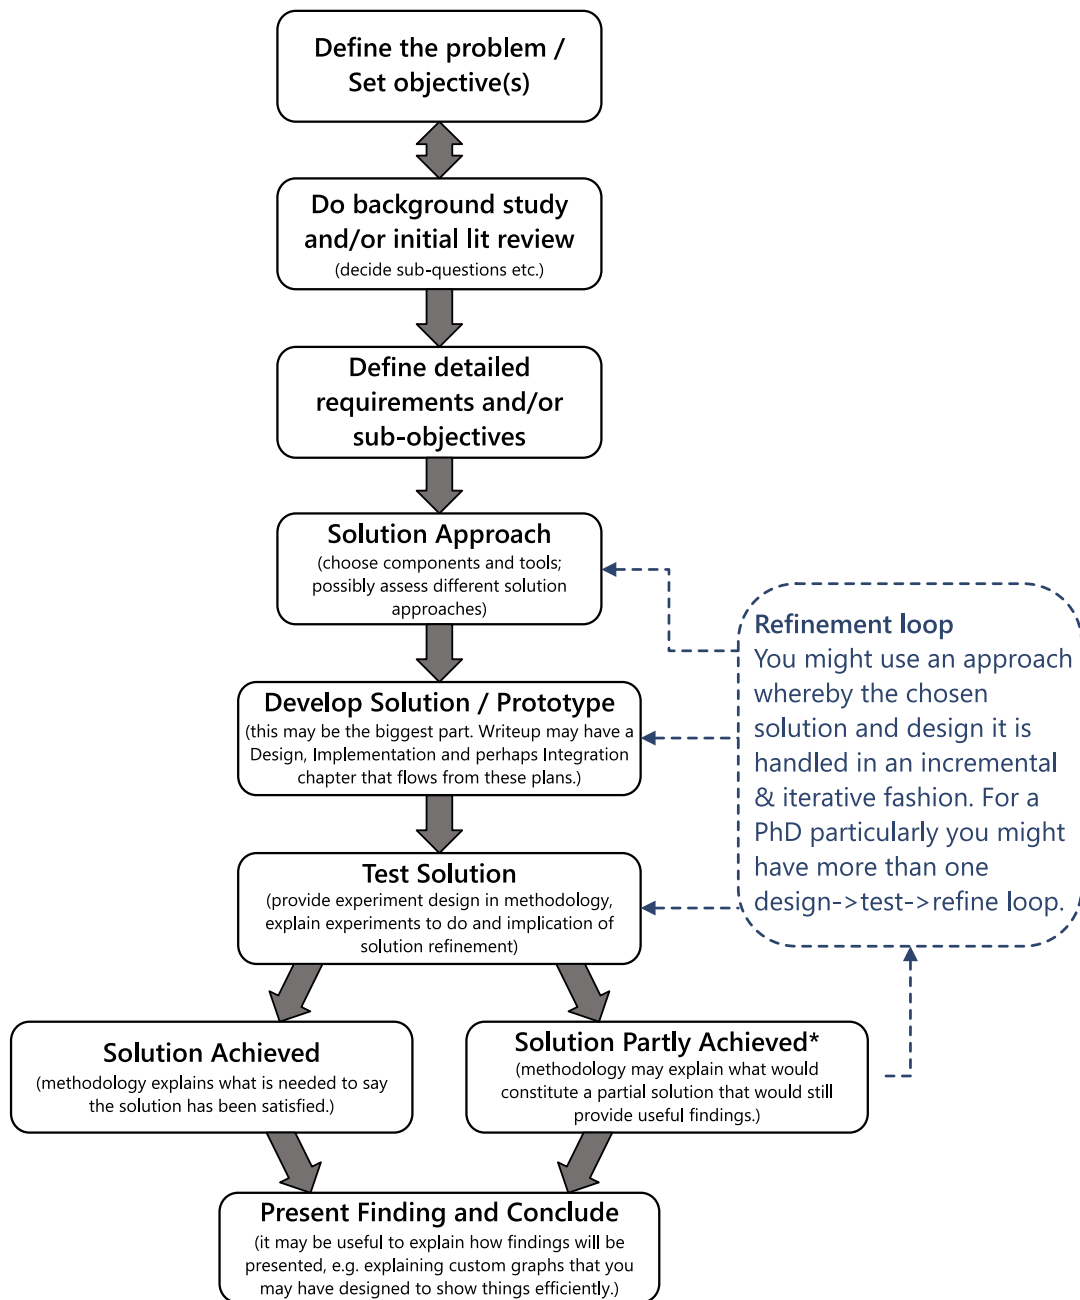 Define the problem /
Set objective(s)
Do background study
and/or initial lit review
(decide sub-questions etc.)
Define detailed
requirements and/or
sub-objectives
Solution Approach
(choose components and tools;
possibly assess different solution
approaches)
Refinement loop
You might use an approach
whereby the chosen
solution and design it is
handled in an incremental
& iterative fashion. For a
PhD particularly you might
have more than one
design->test->refine loop.
Develop Solution / Prototype
(this may be the biggest part. Writeup may have a
Design, Implementation and perhaps Integration
chapter that flows from these plans.)
Test Solution
(provide experiment design in methodology,
explain experiments to do and implication of
solution refinement)
Solution Achieved
(methodology explains what is needed to say
the solution has been satisfied.)
Solution Partly Achieved*
(methodology may explain what would
constitute a partial solution that would still
provide useful findings.)
Present Finding and Conclude
(it may be useful to explain how findings will be
presented, e.g. explaining custom graphs that you
may have designed to show things efficiently.)